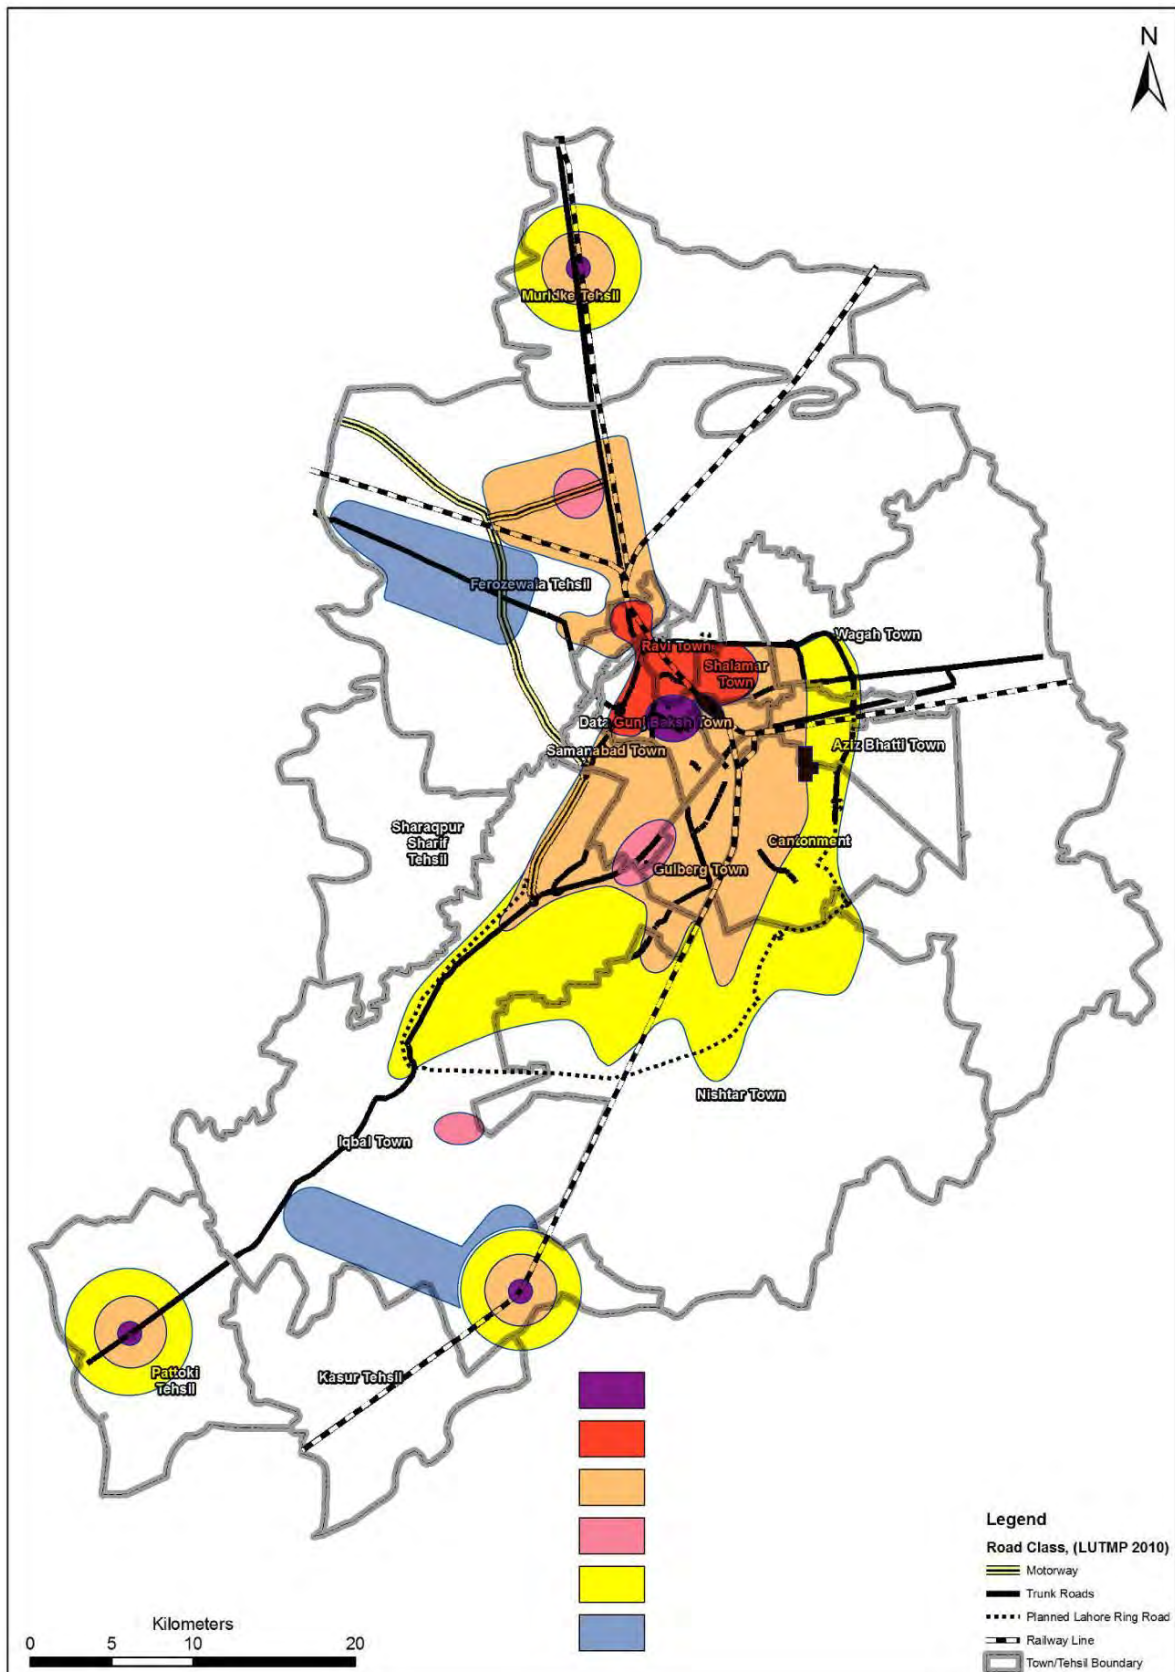 N
Muridke Tehsil
Ferozewala Tehsil
Wagah Town
Ravi Town
Shalamar
Town
Data Gunj Baksh Town
Samanabad Town
Aziz Bhatti Town
Sharaqpur
Sharif
Tehsil
Cantonment
Gulberg Town
Nishtar Town
Iqbal Town
Pattoki
Tehsil
Kasur Tehsil
Kilometers
0 5 10 20
Legend
Road Class, (LUTMP 2010)
Motorway
Trunk Roads
Planned Lahore Ring Road
Railway Line
Town/Tehsil Boundary